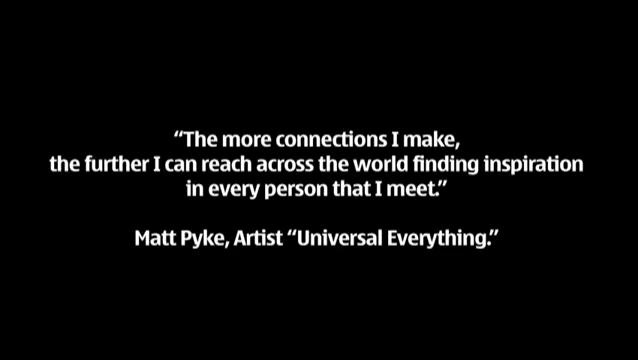 “The more connections I make,
the further I can reach across the world finding inspiration
in every person that I meet.”
Matt Pyke, Artist “Universal Everything.”